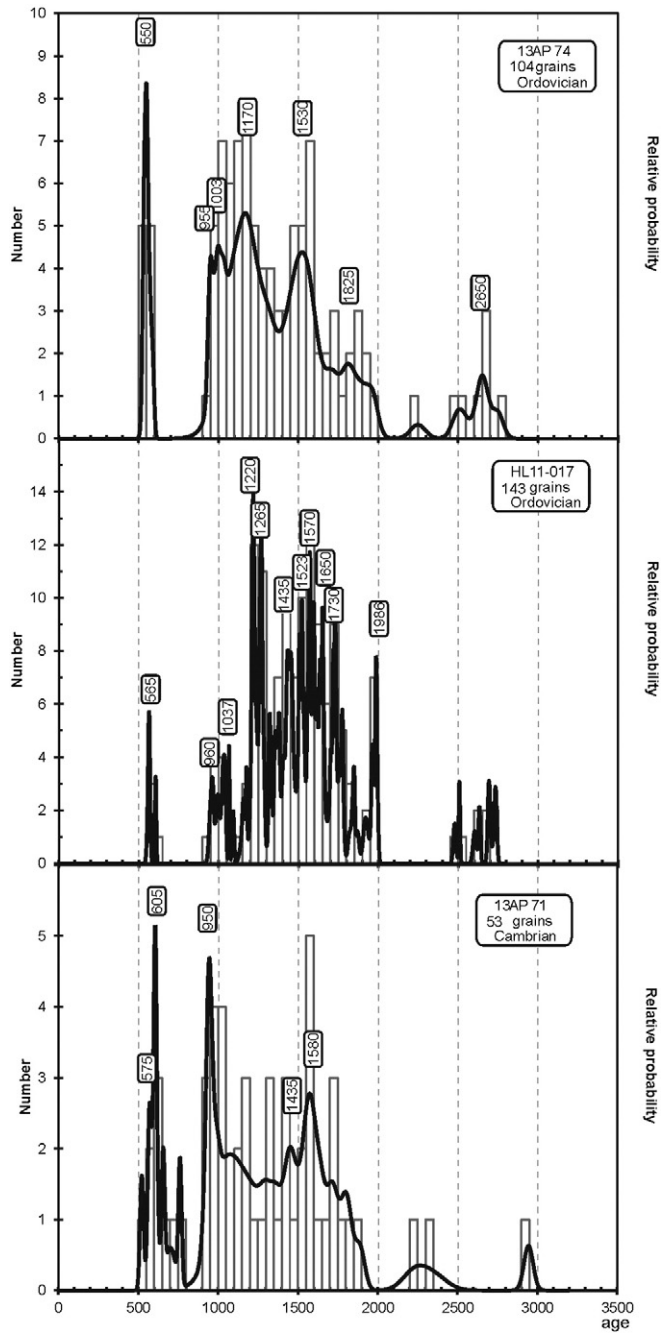 10
9
8
7
6
5
4
3
2
1
0
Number
Relative probability
550
955
1003
1170
1530
1825
2650
13AP 74
104 grains
Ordovician
14
12
10
8
6
4
2
0
Number
Relative probability
565
960
1037
1220
1265
1435
1523
1570
1650
1730
1986
HL11-017
143 grains
Ordovician
5
4
3
2
1
0
Number
Relative probability
575
605
950
1435
1580
13AP 71
53 grains
Cambrian
0 500 1000 1500 2000 2500 3000 3500
age